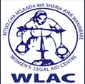 KITUO CHA MSAADA WA SHERIA KWA WANAWAKE
WOMEN'S LEGAL AID CENTRE
WLAC